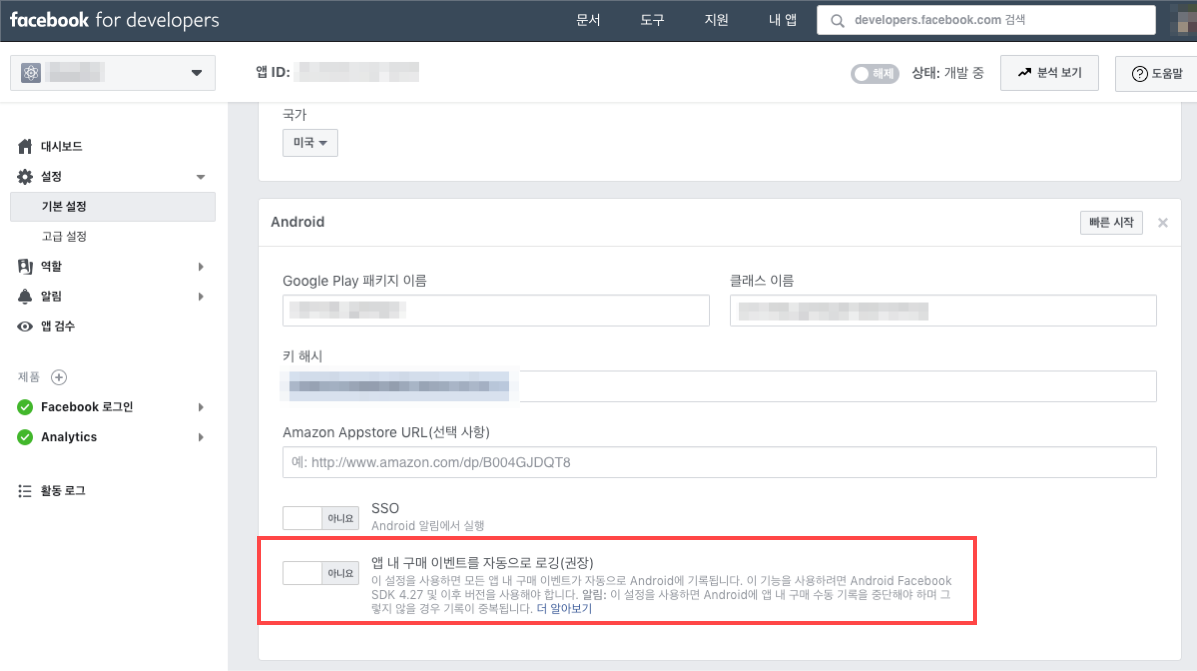 facebook for developers 문서 도구 지원 내 앱 developers.facebook.com 검색
앱 ID: 해제 상태: 개발 중 분석 보기 도움말
대시보드
설정
기본 설정
고급 설정
역할
알림
앱 검수
제품
Facebook 로그인
Analytics
활동 로그
국가
미국
Android 빠른 시작
Google Play 패키지 이름 클래스 이름
키 해시
Amazon Appstore URL(선택 사항)
예: http://www.amazon.com/dp/B004GJDQT8
아니요 SSO
Android 알림에서 실행
아니요 앱 내 구매 이벤트를 자동으로 로깅(권장)
이 설정을 사용하면 모든 앱 내 구매 이벤트가 자동으로 Android에 기록됩니다. 이 기능을 사용하려면 Android Facebook
SDK 4.27 및 이후 버전을 사용해야 합니다. 알림: 이 설정을 사용하면 Android에 앱 내 구매 수동 기록을 중단해야 하며 그
렇지 않을 경우 기록이 중복됩니다. 더 알아보기